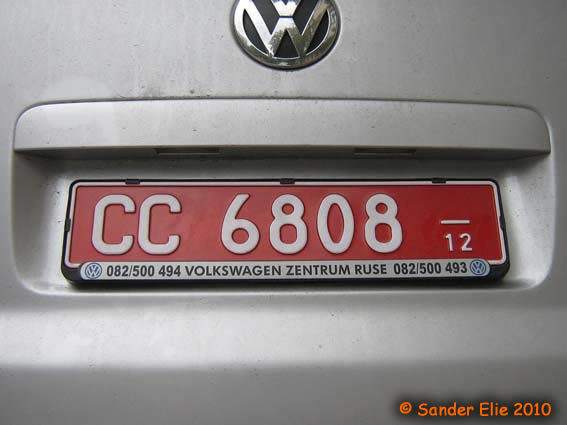 CC 6808 12
082/500 494 VOLKSWAGEN ZENTRUM RUSE 082/500 493
© Sander Elie 2010